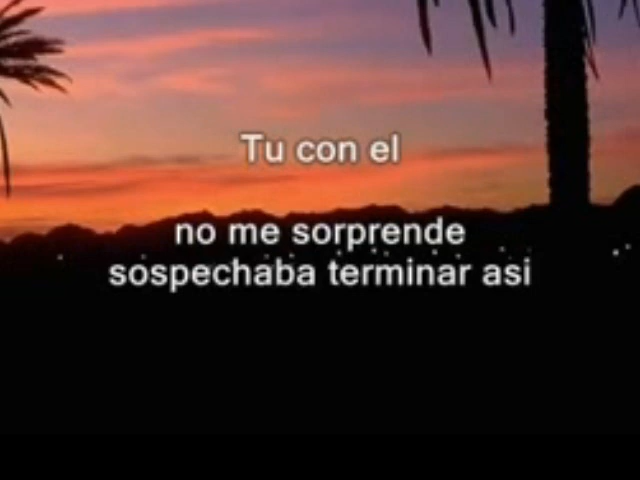 Tu con el
no me sorprende
sospechaba terminar asi